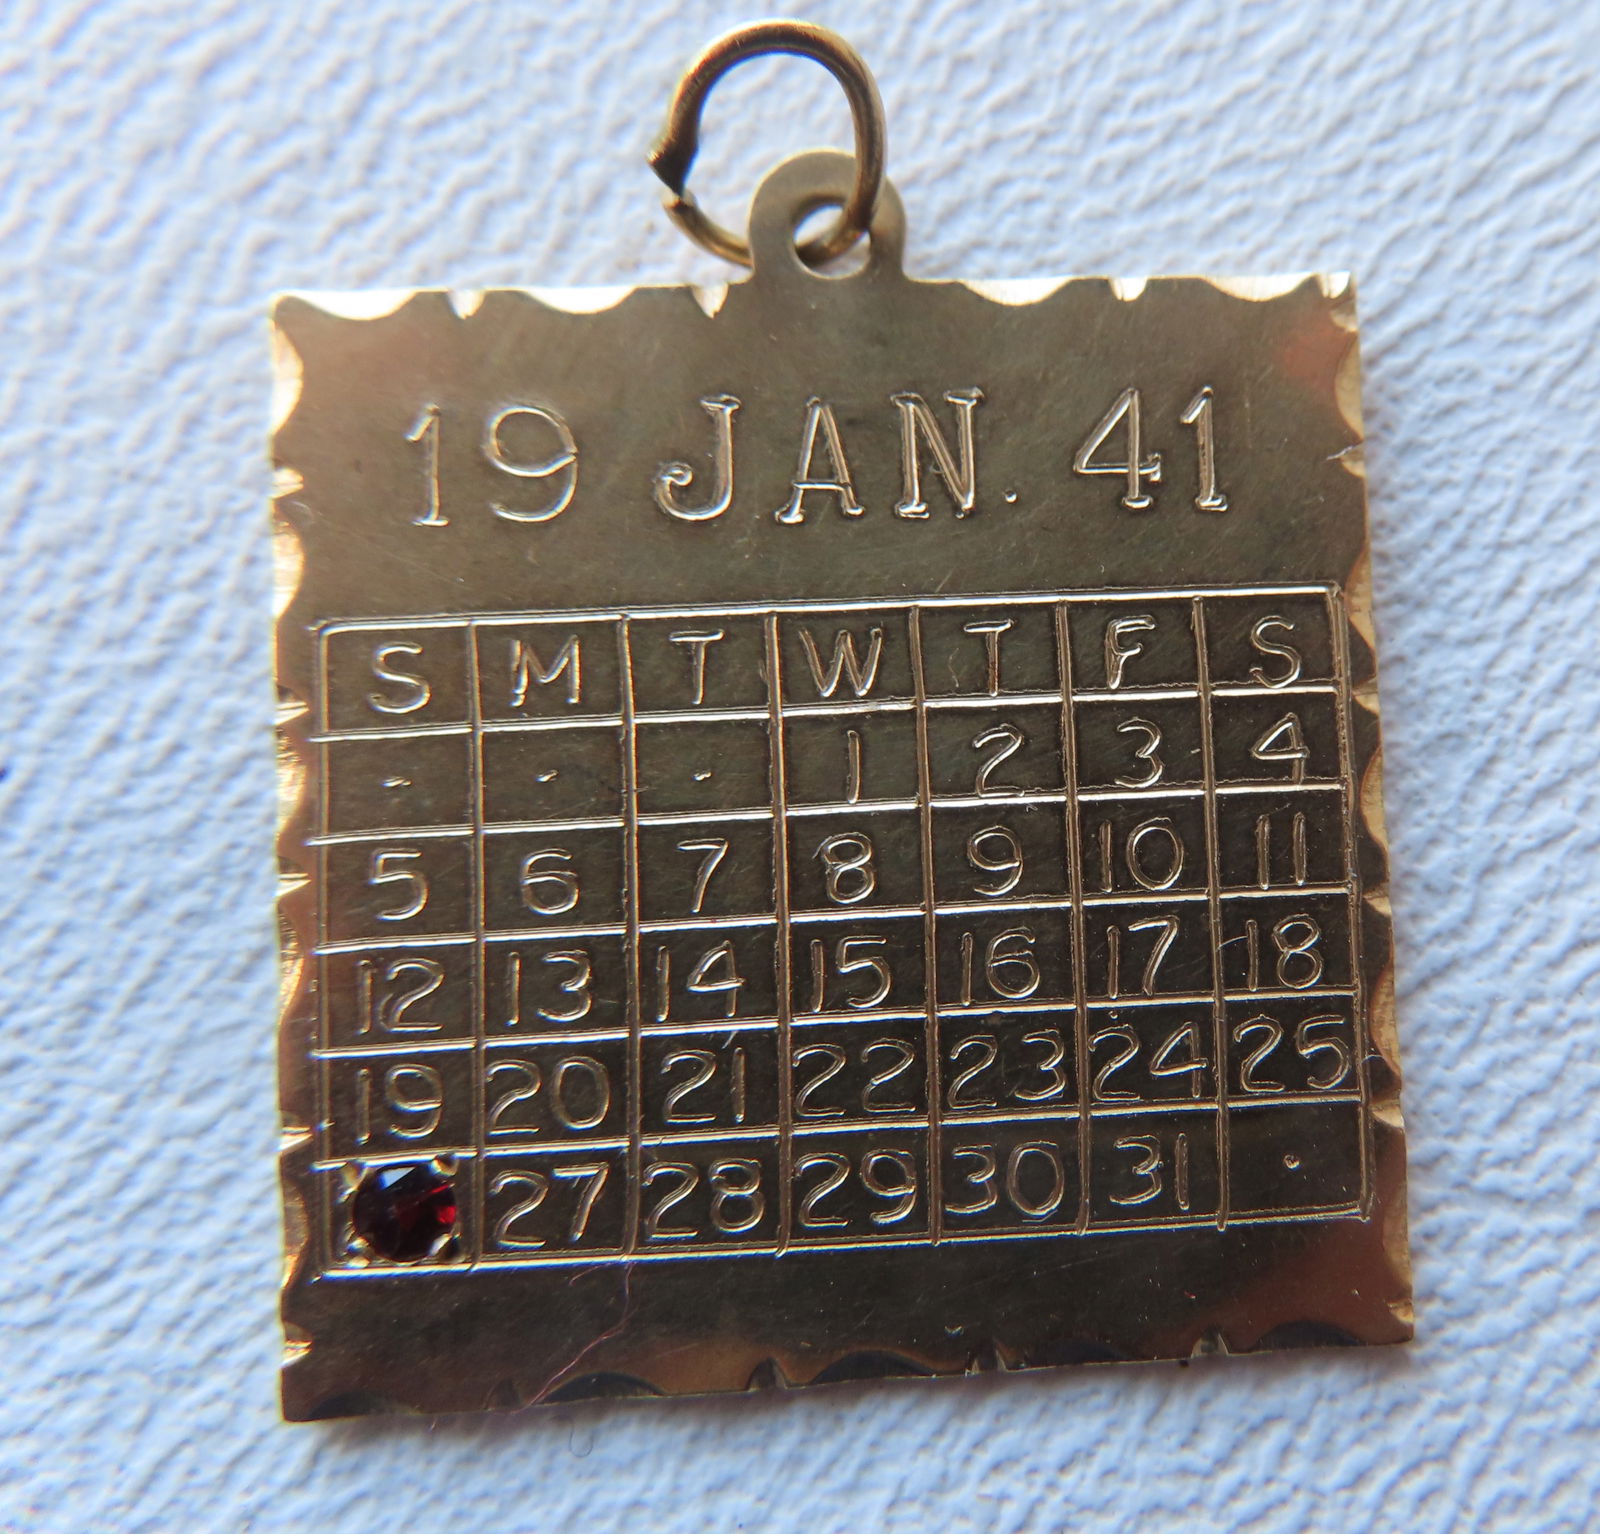 19 JAN. 41
S M T W T F S
- - - 1 2 3 4
5 6 7 8 9 10 11
12 13 14 15 16 17 18
19 20 21 22 23 24 25
27 28 29 30 31 .